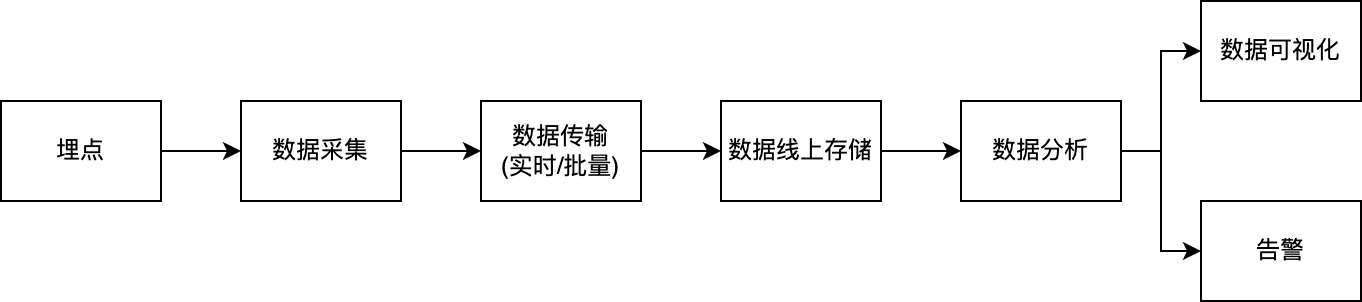 埋点
数据采集
数据传输
(实时/批量)
数据线上存储
数据分析
数据可视化
告警